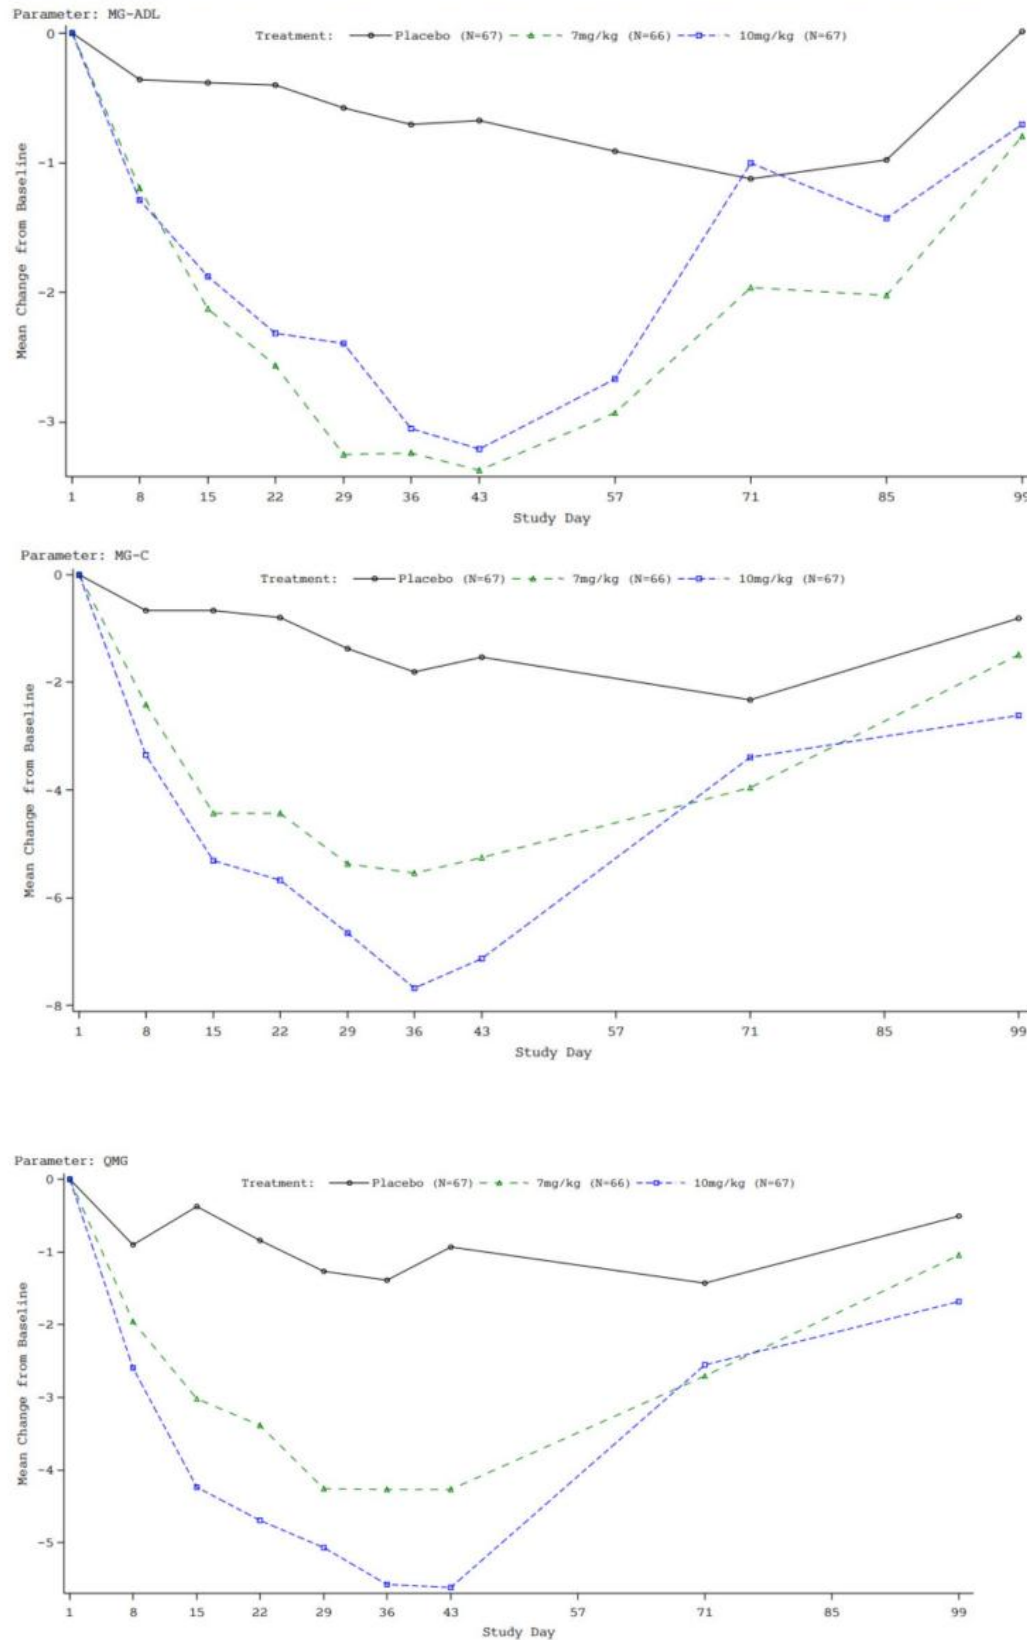 Parameter: MG-ADL
Treatment: Placebo (N=67) 7mg/kg (N=66) 10mg/kg (N=67)
0
-1
-2
-3
Mean Change from Baseline
1 8 15 22 29 36 43 57 71 85 99
Study Day
Parameter: MG-C
Treatment: Placebo (N=67) 7mg/kg (N=66) 10mg/kg (N=67)
0
-2
-4
-6
-8
Mean Change from Baseline
1 8 15 22 29 36 43 57 71 85 99
Study Day
Parameter: QMG
Treatment: Placebo (N=67) 7mg/kg (N=66) 10mg/kg (N=67)
0
-1
-2
-3
-4
-5
Mean Change from Baseline
1 8 15 22 29 36 43 57 71 85 99
Study Day